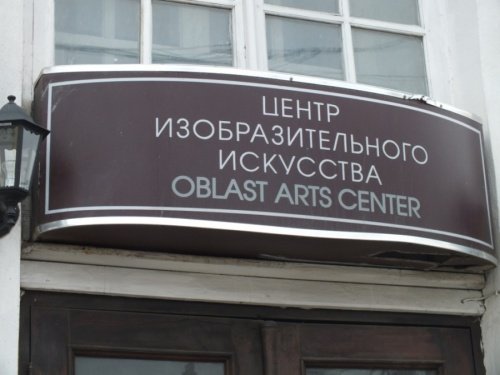 ЦЕНТР
ИЗОБРАЗИТЕЛЬНОГО
ИСКУССТВА
OBLAST ARTS CENTER